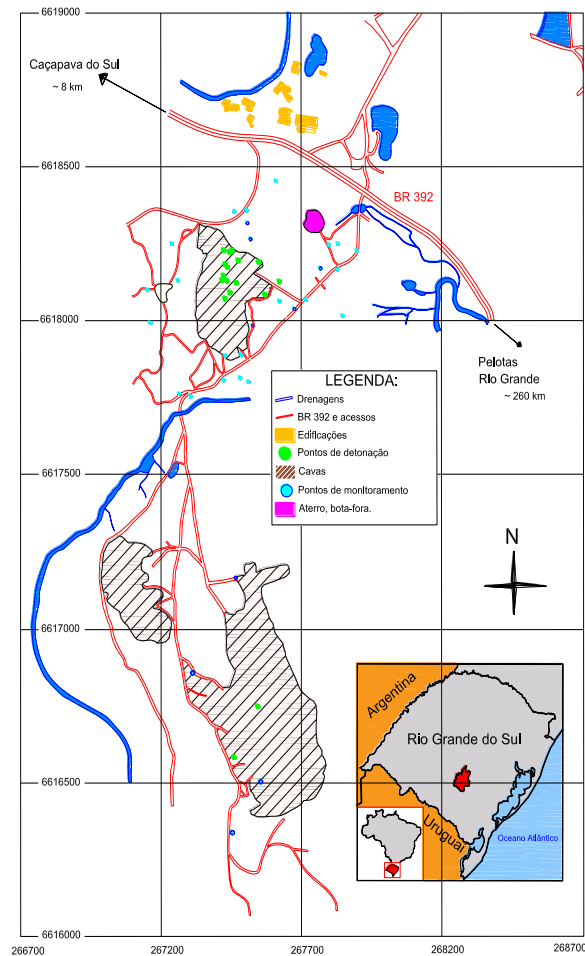 6619000
Caçapava do Sul
~ 8 km
6618500
BR 392
6618000
Pelotas
RIo Grande
~ 260 km
LEGENDA:
Drenagens
BR 392 e acessos
Edificações
Pontos de detonação
Cavas
Pontos de monItoramento
Aterro, bota-fora.
6617500
N
6617000
Argentina
Rio Grande do Sul
6616500
Uruguai
Oceano Atlântico
6616000
266700
267200
267700
268200
268700